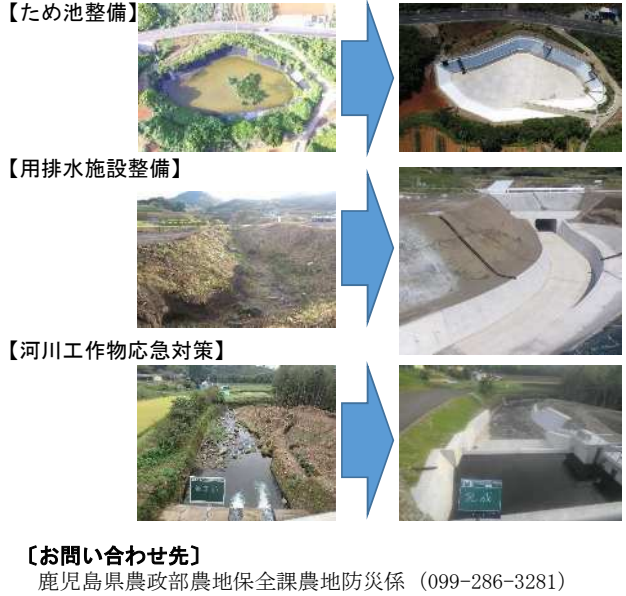 【ため池整備】
【用排水施設整備】
【河川工作物応急対策】
完成
〔お問い合わせ先〕
鹿児島県農政部農地保全課農地防災係（099-286-3281）